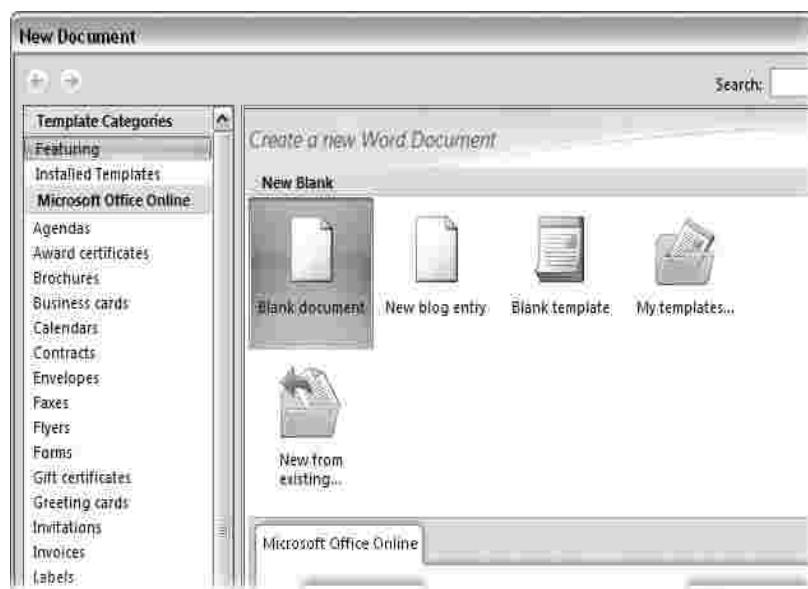 New Document
Search:
Template Categories
Featuring
Installed Templates
Microsoft Office Online
Agendas
Award certificates
Brochures
Business cards
Calendars
Contracts
Envelopes
Faxes
Flyers
Forms
Gift certificates
Greeting cards
Invitations
Invoices
Labels
Create a new Word Document
New Blank
Blank document New blog entry Blank template My templates...
New from
existing...
Microsoft Office Online